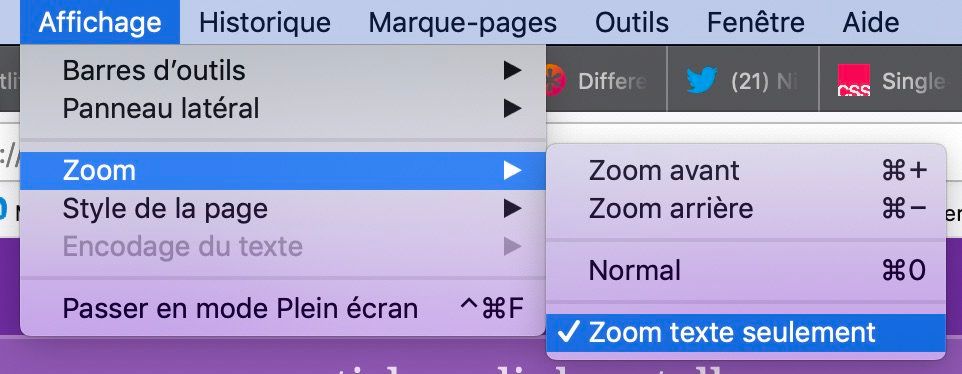 Affichage Historique Marque-pages Outils Fenêtre Aide
Barres d’outils
Panneau latéral
Differe
(21) Ni
css Single-
://
Zoom
Style de la page
Encodage du texte
Passer en mode Plein écran ^⌘F
Zoom avant ⌘+
Zoom arrière ⌘−
Normal ⌘0
✓ Zoom texte seulement